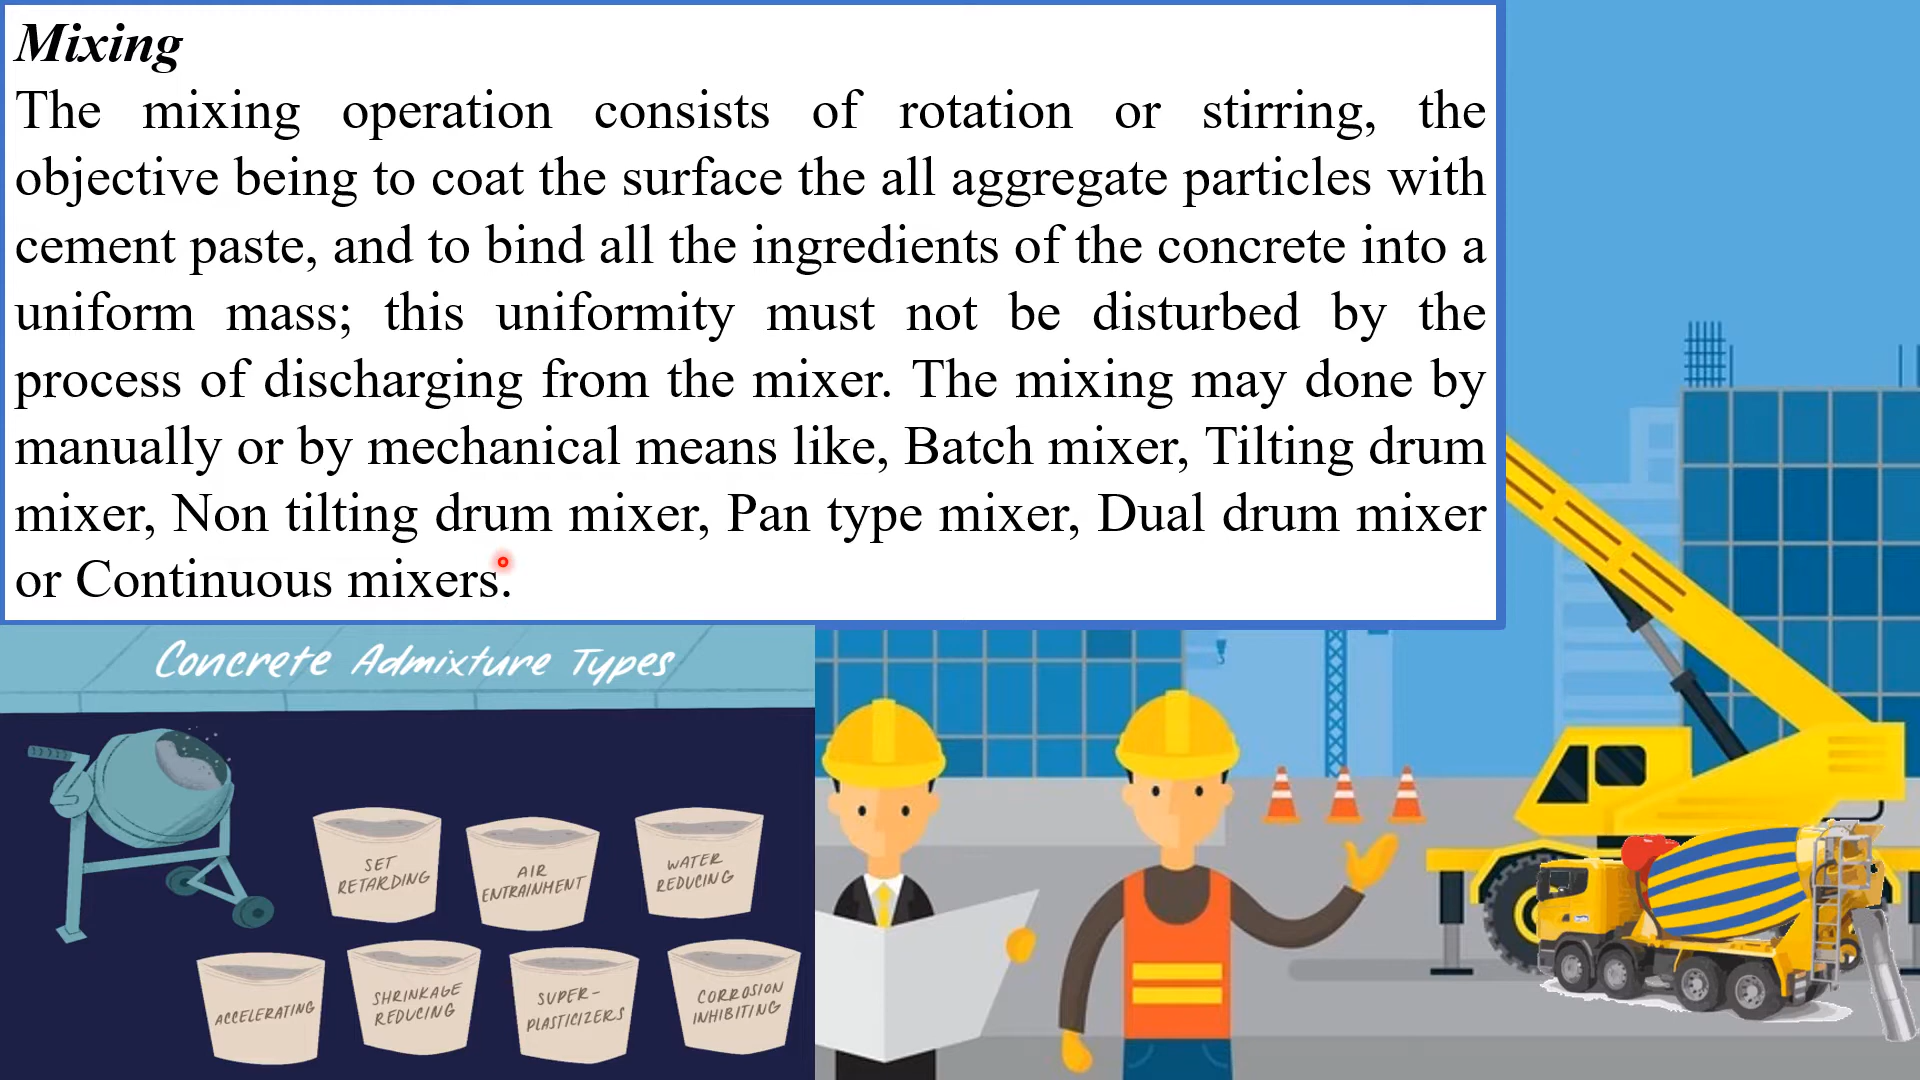 Mixing
The mixing operation consists of rotation or stirring, the
objective being to coat the surface the all aggregate particles with
cement paste, and to bind all the ingredients of the concrete into a
uniform mass; this uniformity must not be disturbed by the
process of discharging from the mixer. The mixing may done by
manually or by mechanical means like, Batch mixer, Tilting drum
mixer, Non tilting drum mixer, Pan type mixer, Dual drum mixer
or Continuous mixers.
Concrete Admixture Types
SET
RETARDING
AIR
ENTRAINMENT
WATER
REDUCING
ACCELERATING
SHRINKAGE
REDUCING
SUPER-
PLASTICIZERS
CORROSION
INHIBITING